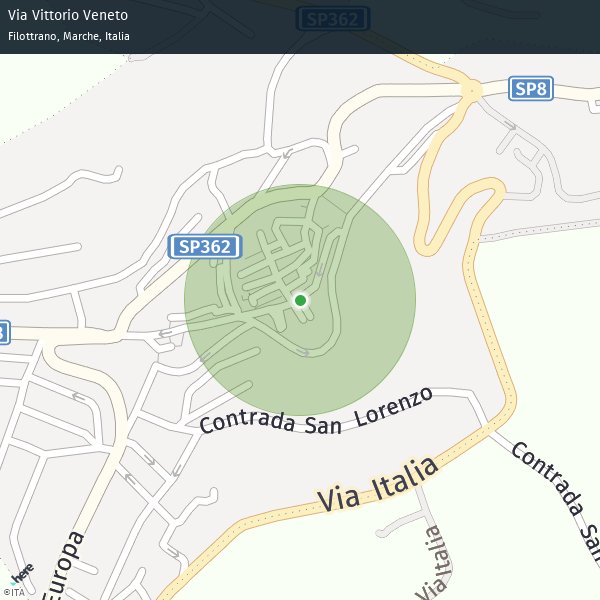 Via Vittorio Veneto
Filottrano, Marche, Italia
SP362
SP8
SP362
Contrada San Lorenzo
Via Italia
Contrada San
Via Italia
Via
Europa
here
©ITA